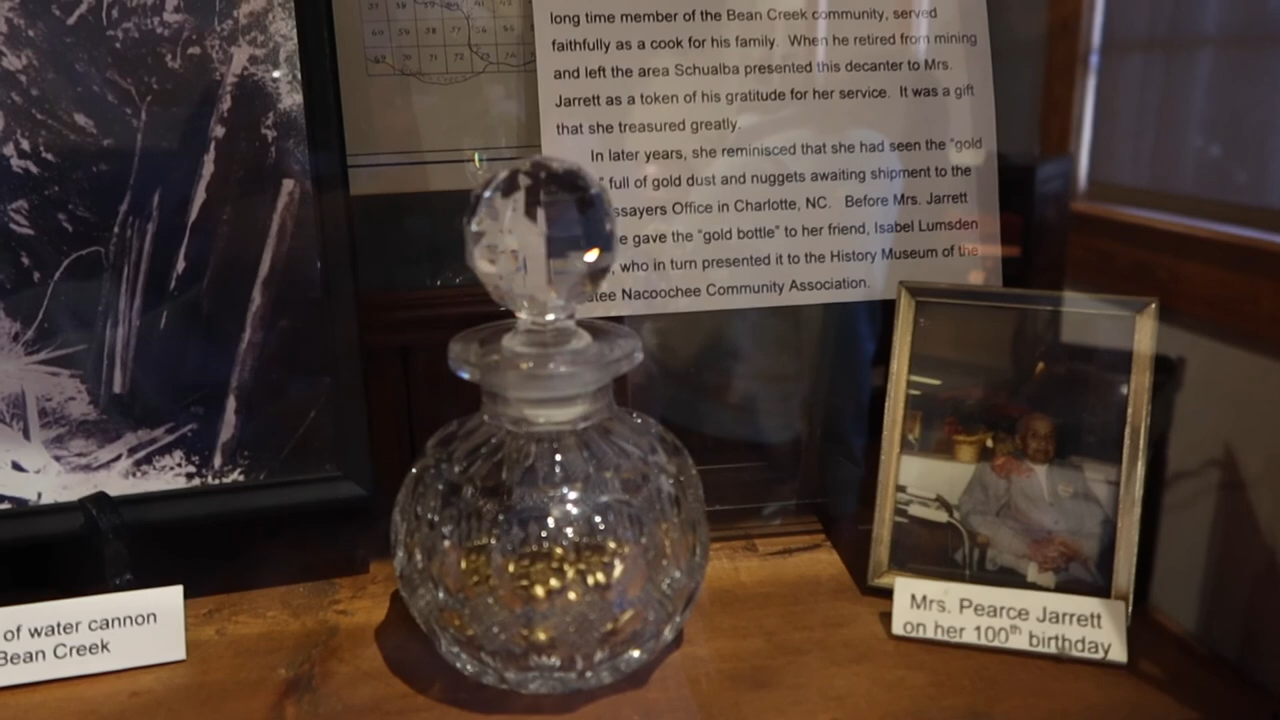 long time member of the Bean Creek community, served
faithfully as a cook for his family. When he retired from mining
and left the area Schualba presented this decanter to Mrs.
Jarrett as a token of his gratitude for her service. It was a gift
that she treasured greatly.
In later years, she reminisced that she had seen the "gold
" full of gold dust and nuggets awaiting shipment to the
ssayers Office in Charlotte, NC. Before Mrs. Jarrett
e gave the "gold bottle" to her friend, Isabel Lumsden
, who in turn presented it to the History Museum of the
tee Nacoochee Community Association.
of water cannon
Bean Creek
Mrs. Pearce Jarrett
on her 100th birthday